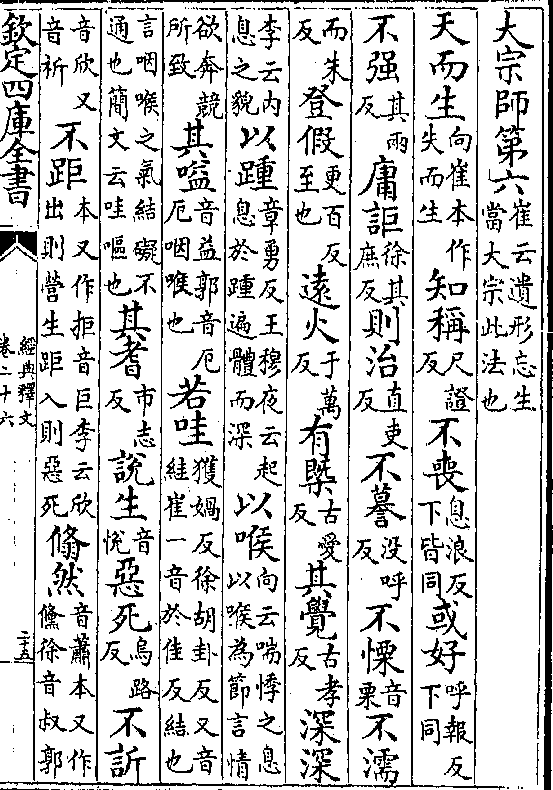 大宗師第六崔云遺形忘生當大宗此法也
天而生向崔本作失而生知稱尺證反不喪息浪反下皆同或好呼報反下同
不强其兩反庸詎徐其庶反則治直吏反不謩没呼反不慄音栗不濡
而朱反登假更百反至也逺火于萬反有槩古愛反其覺古孝反深深
李云内息之貌以踵章勇反王穆夜云起息於踵遍體而深以喉向云喘悸之息以喉為節言情
欲奔競所致其嗌音益郭音厄厄咽喉也若哇獲媧反徐胡卦反又音絓崔一音於佳反結也
言咽喉之氣結礙不通也簡文云哇嘔也其耆市志反說生音悅惡死烏路反不訢
音欣又音祈不距本又作拒音巨李云欣出則營生距入則惡死翛然音蕭本又作儵徐音叔郭
欽定四庫全書
經典釋文
卷二十六
二十五